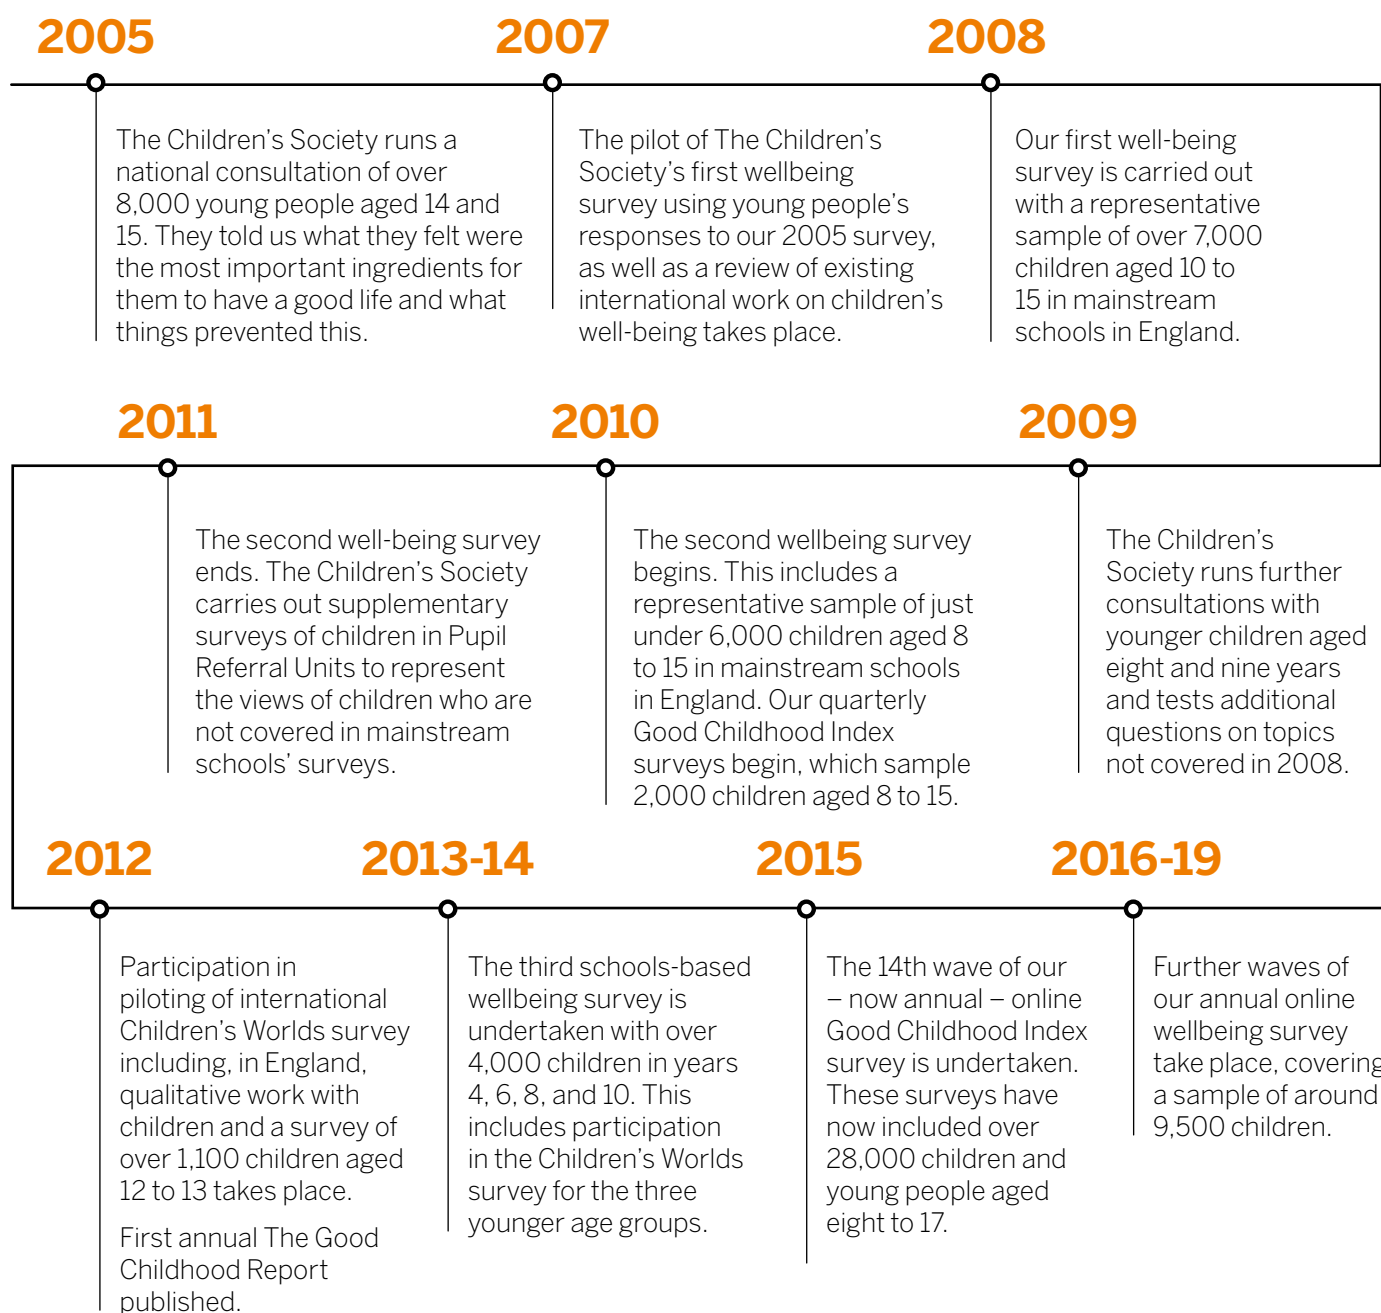 2005
The Children’s Society runs a
national consultation of over
8,000 young people aged 14 and
15. They told us what they felt were
the most important ingredients for
them to have a good life and what
things prevented this.
2007
The pilot of The Children’s
Society’s first wellbeing
survey using young people’s
responses to our 2005 survey,
as well as a review of existing
international work on children’s
well-being takes place.
2008
Our first well-being
survey is carried out
with a representative
sample of over 7,000
children aged 10 to
15 in mainstream
schools in England.
2009
The Children’s
Society runs further
consultations with
younger children aged
eight and nine years
and tests additional
questions on topics
not covered in 2008.
2010
The second wellbeing survey
begins. This includes a
representative sample of just
under 6,000 children aged 8
to 15 in mainstream schools
in England. Our quarterly
Good Childhood Index
surveys begin, which sample
2,000 children aged 8 to 15.
2011
The second well-being survey
ends. The Children’s Society
carries out supplementary
surveys of children in Pupil
Referral Units to represent
the views of children who are
not covered in mainstream
schools’ surveys.
2012
Participation in
piloting of international
Children’s Worlds survey
including, in England,
qualitative work with
children and a survey of
over 1,100 children aged
12 to 13 takes place.
First annual The Good
Childhood Report
published.
2013-14
The third schools-based
wellbeing survey is
undertaken with over
4,000 children in years
4, 6, 8, and 10. This
includes participation
in the Children’s Worlds
survey for the three
younger age groups.
2015
The 14th wave of our
– now annual – online
Good Childhood Index
survey is undertaken.
These surveys have
now included over
28,000 children and
young people aged
eight to 17.
2016-19
Further waves of
our annual online
wellbeing survey
take place, covering
a sample of around
9,500 children.